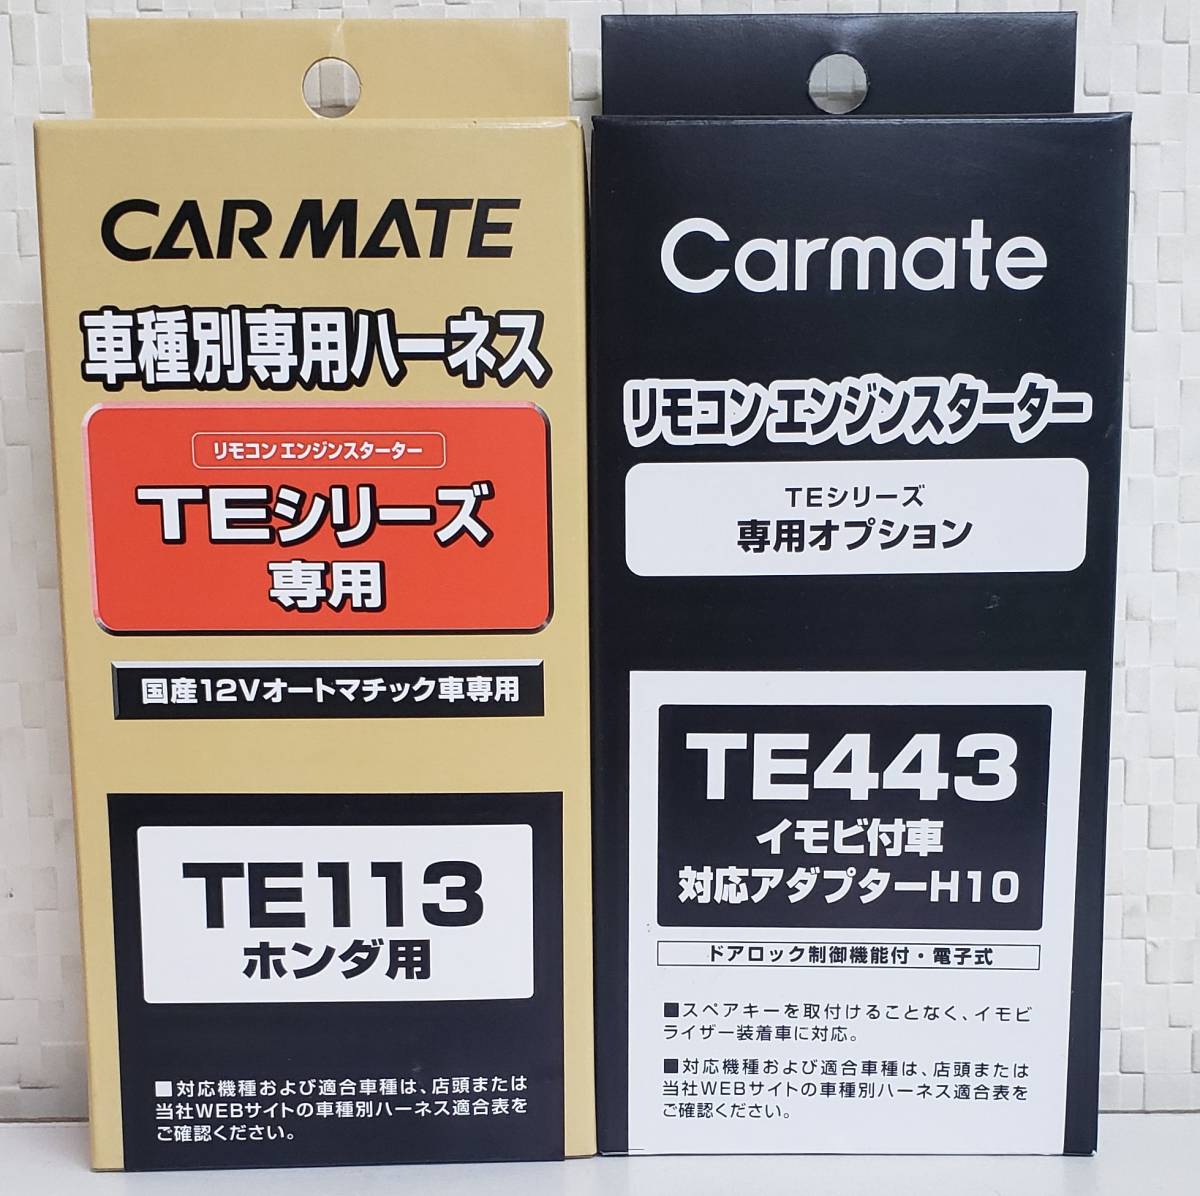 CARMATE
車種別専用ハーネス
リモコン エンジンスターター
TEシリーズ
専用
国産12Vオートマチック車専用
TE113
ホンダ用
■対応機種および適合車種は、店頭または
当社WEBサイトの車種別ハーネス適合表を
ご確認ください。
Carmate
リモコン エンジンスターター
TEシリーズ
専用オプション
TE443
イモビ付車
対応アダプターH10
ドアロック制御機能付・電子式
■スペアキーを取付けることなく、イモビ
ライザー装着車に対応。
■対応機種および適合車種は、店頭または
当社WEBサイトの車種別ハーネス適合表を
ご確認ください。